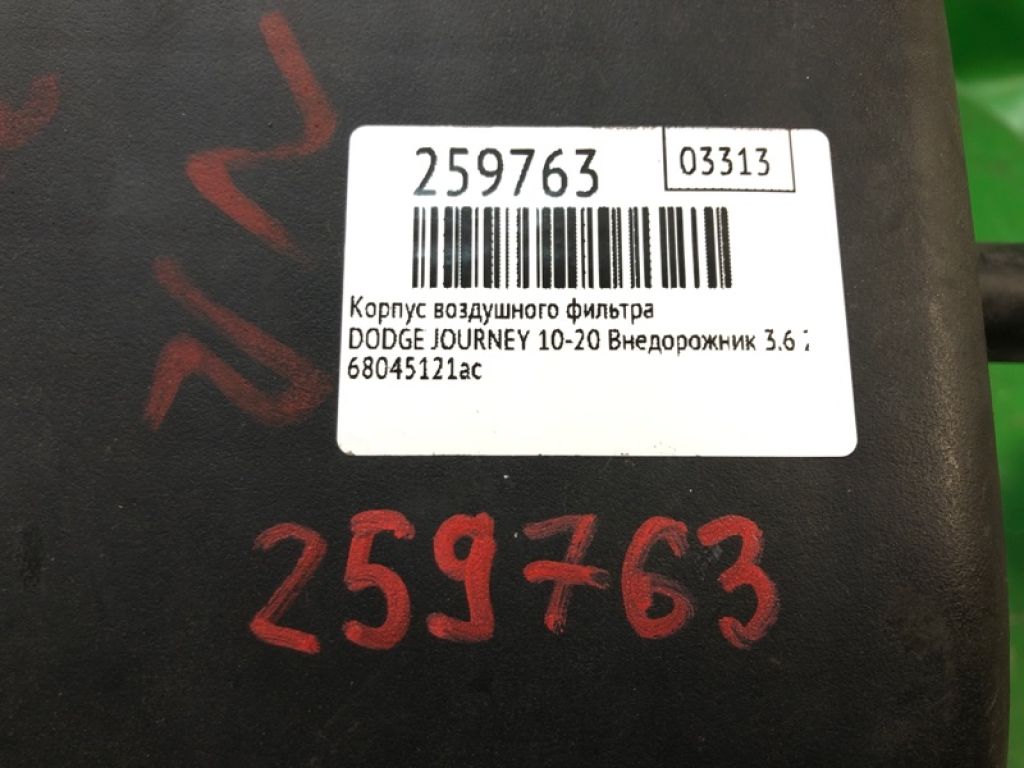 259763
03313
Корпус воздушного фильтра
DODGE JOURNEY 10-20 Внедорожник 3.6
68045121ac
259763